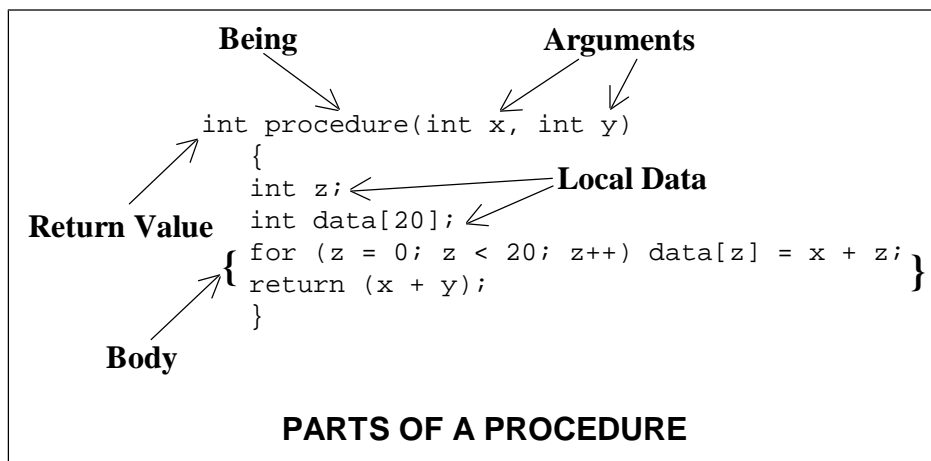 Being Arguments
int procedure(int x, int y)
{
int z;
Local Data
int data[20];
Return Value
for (z = 0; z < 20; z++) data[z] = x + z;
{ }
return (x + y);
}
Body
PARTS OF A PROCEDURE